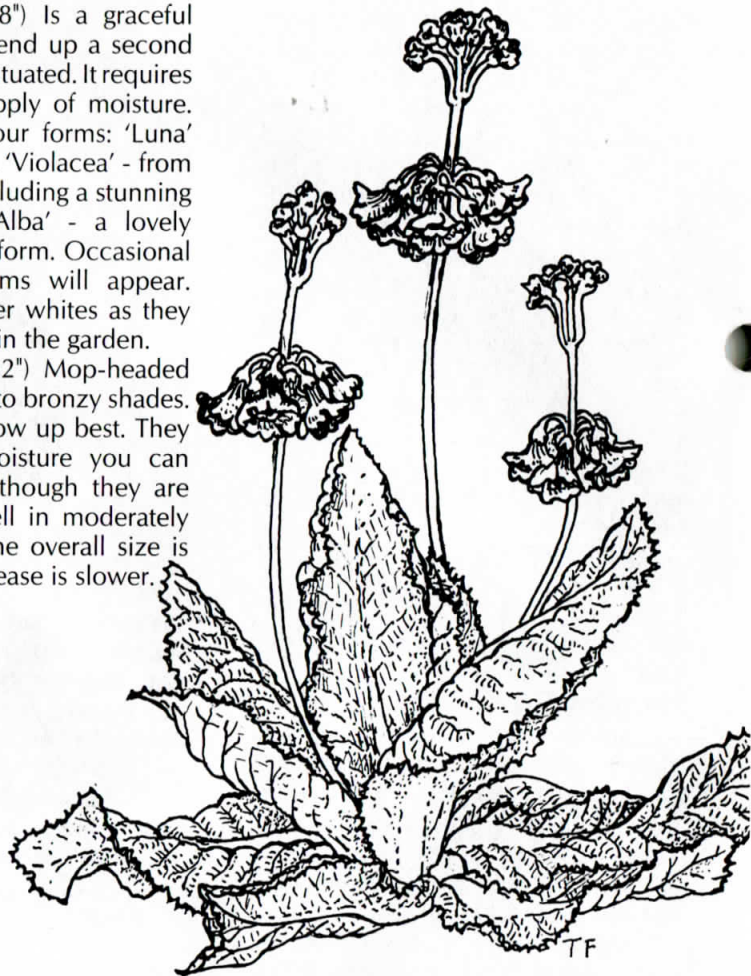 8") Is a graceful
end up a second
tuated. It requires
pply of moisture.
our forms: 'Luna'
'Violacea' - from
luding a stunning
Alba' - a lovely
form. Occasional
ms will appear.
er whites as they
in the garden.
2") Mop-headed
to bronzy shades.
ow up best. They
oisture you can
though they are
ell in moderately
ne overall size is
ease is slower.
TF